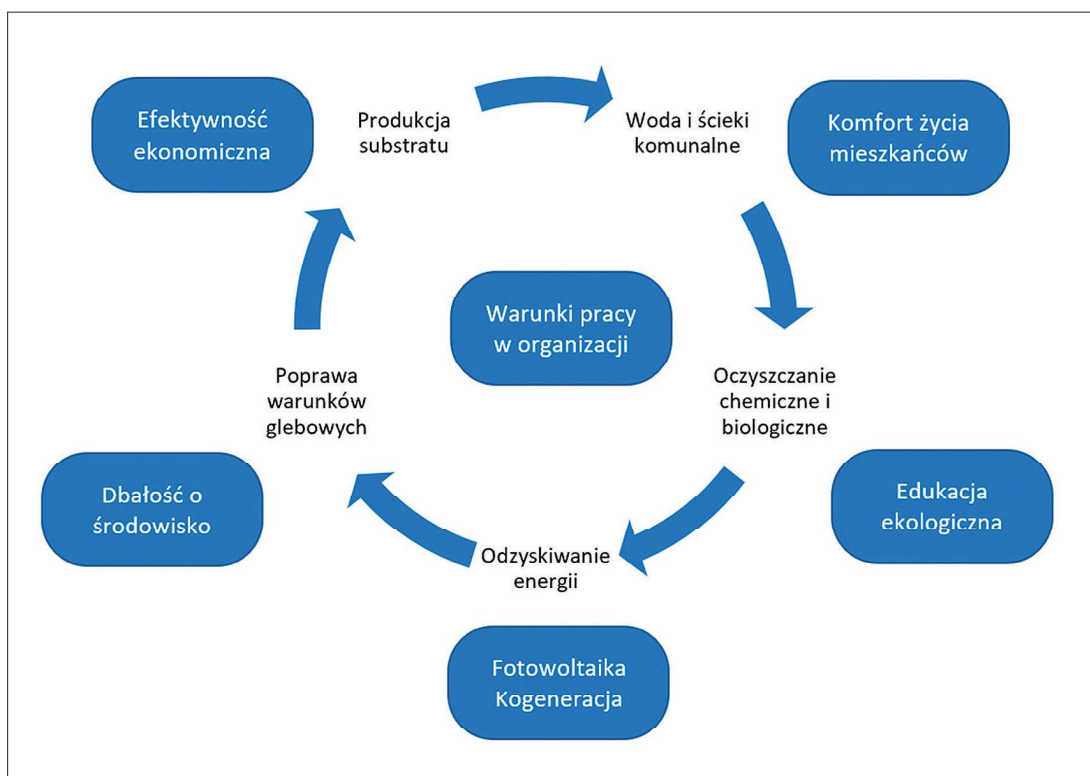 Efektywność
ekonomiczna
Produkcja
substratu
Woda i ścieki
komunalne
Komfort życia
mieszkańców
Warunki pracy
w organizacji
Poprawa
warunków
glebowych
Oczyszczanie
chemiczne i
biologiczne
Dbałość o
środowisko
Edukacja
ekologiczna
Odzyskiwanie
energii
Fotowoltaika
Kogeneracja